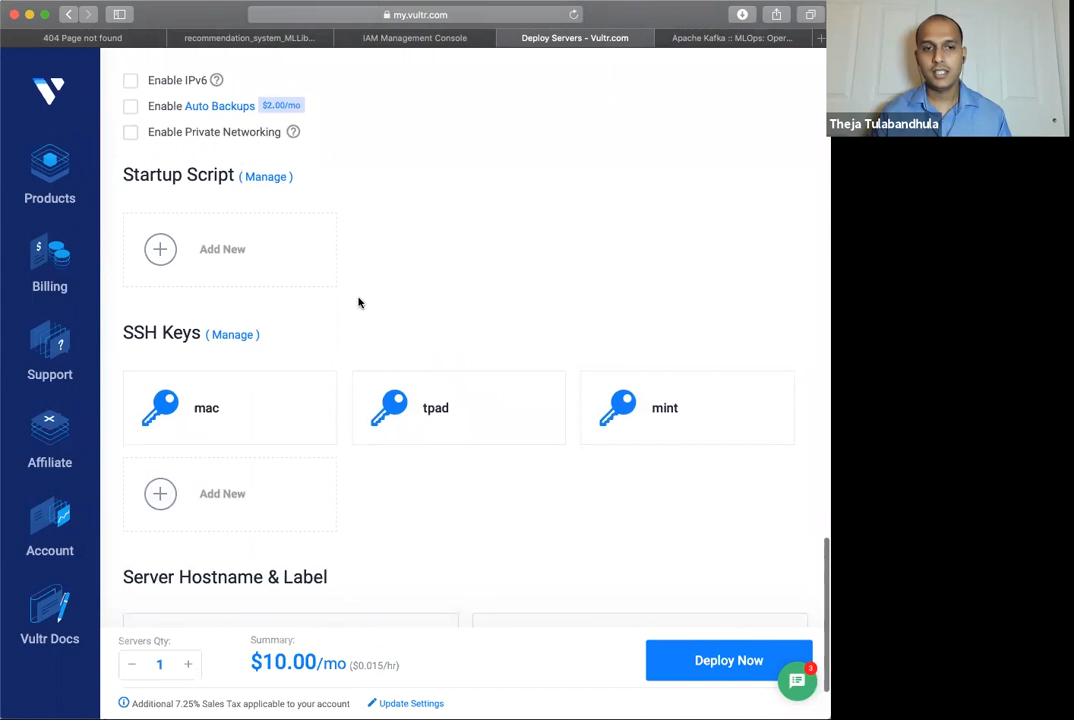 my.vultr.com
404 Page not found
recommendation_system_MLLib...
IAM Management Console
Deploy Servers - Vultr.com
Apache Kafka :: MLOps: Oper...
Theja Tulabandhula
Products
Billing
Support
Affiliate
Account
Vultr Docs
Enable IPv6
Enable Auto Backups $2.00/mo
Enable Private Networking
Startup Script ( Manage )
Add New
SSH Keys ( Manage )
mac
tpad
mint
Add New
Server Hostname & Label
Servers Qty:
1
Summary:
$10.00/mo ($0.015/hr)
Deploy Now
3
Additional 7.25% Sales Tax applicable to your account
Update Settings